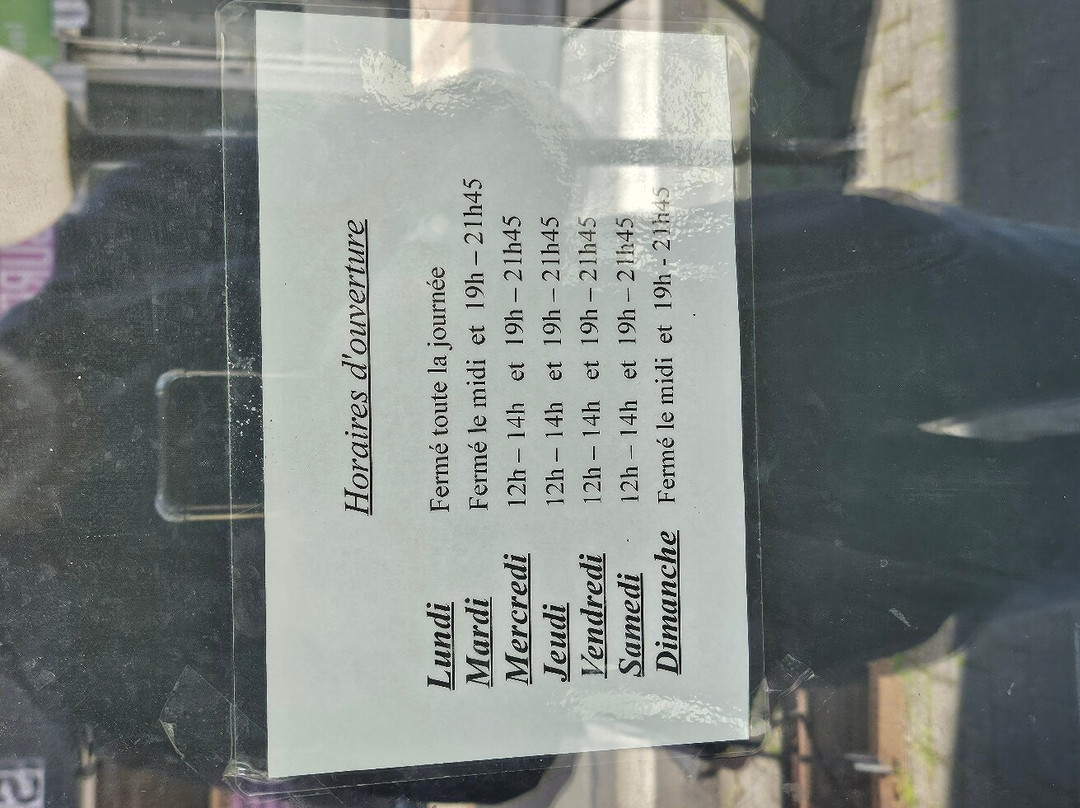 Horaires d'ouverture
Lundi Fermé toute la journée
Mardi Fermé le midi et 19h – 21h45
Mercredi 12h – 14h et 19h – 21h45
Jeudi 12h – 14h et 19h – 21h45
Vendredi 12h – 14h et 19h – 21h45
Samedi 12h – 14h et 19h – 21h45
Dimanche Fermé le midi et 19h - 21h45